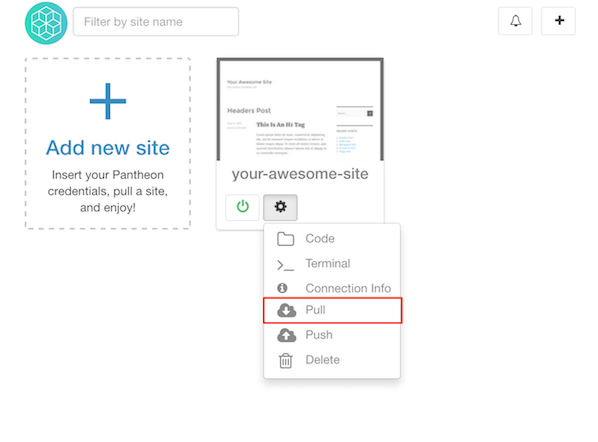 Filter by site name
Add new site
Insert your Pantheon
credentials, pull a site,
and enjoy!
Your Awesome Site
Headers Post
This Is An H1 Tag
your-awesome-site
Code
Terminal
Connection Info
Pull
Push
Delete